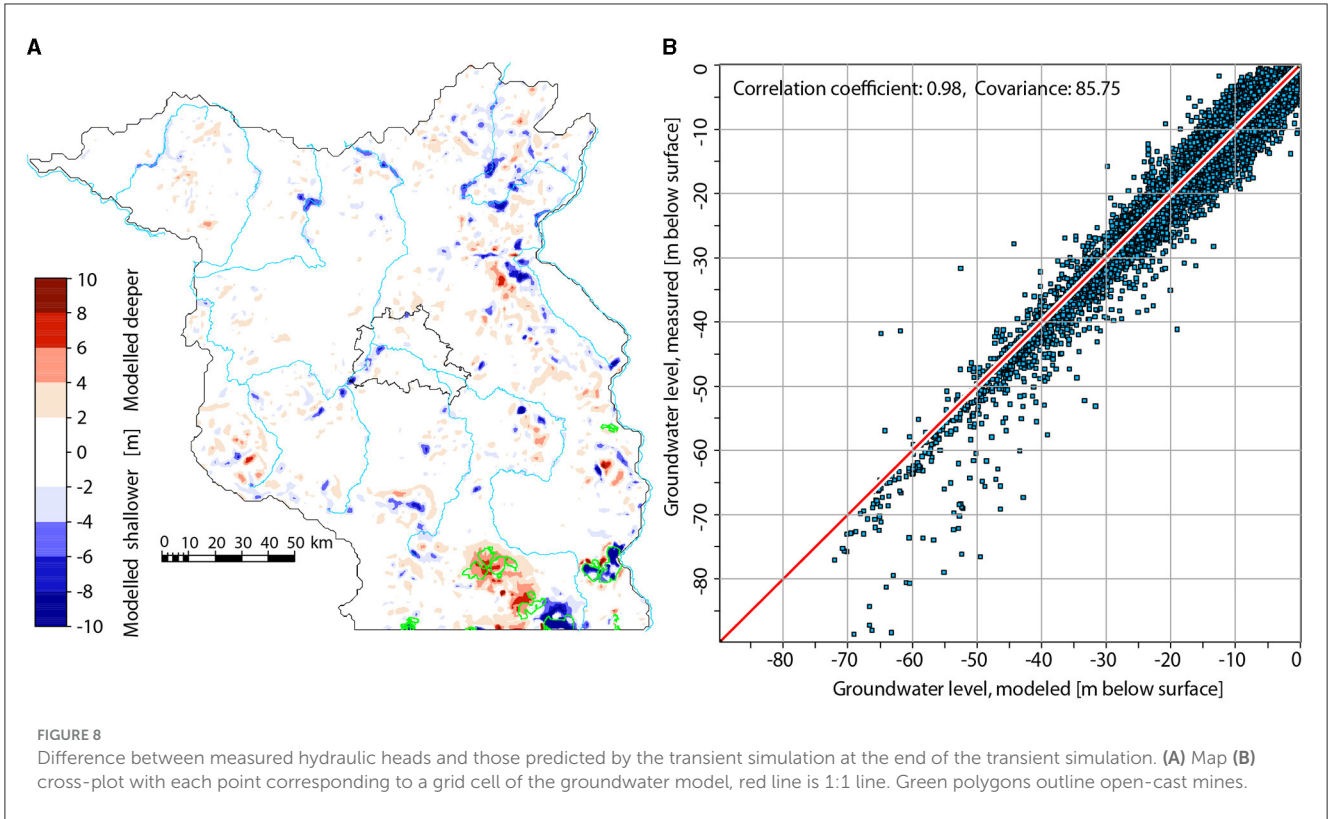 A
10
8
6
4
2
0
-2
-4
-6
-8
-10
Modelled shallower [m] Modelled deeper
0 10 20 30 40 50 km
B
Correlation coefficient: 0.98, Covariance: 85.75
0
-10
-20
-30
-40
-50
-60
-70
-80
Groundwater level, measured [m below surface]
-80 -70 -60 -50 -40 -30 -20 -10 0
Groundwater level, modeled [m below surface]
FIGURE 8
Difference between measured hydraulic heads and those predicted by the transient simulation at the end of the transient simulation. (A) Map (B)
cross-plot with each point corresponding to a grid cell of the groundwater model, red line is 1:1 line. Green polygons outline open-cast mines.